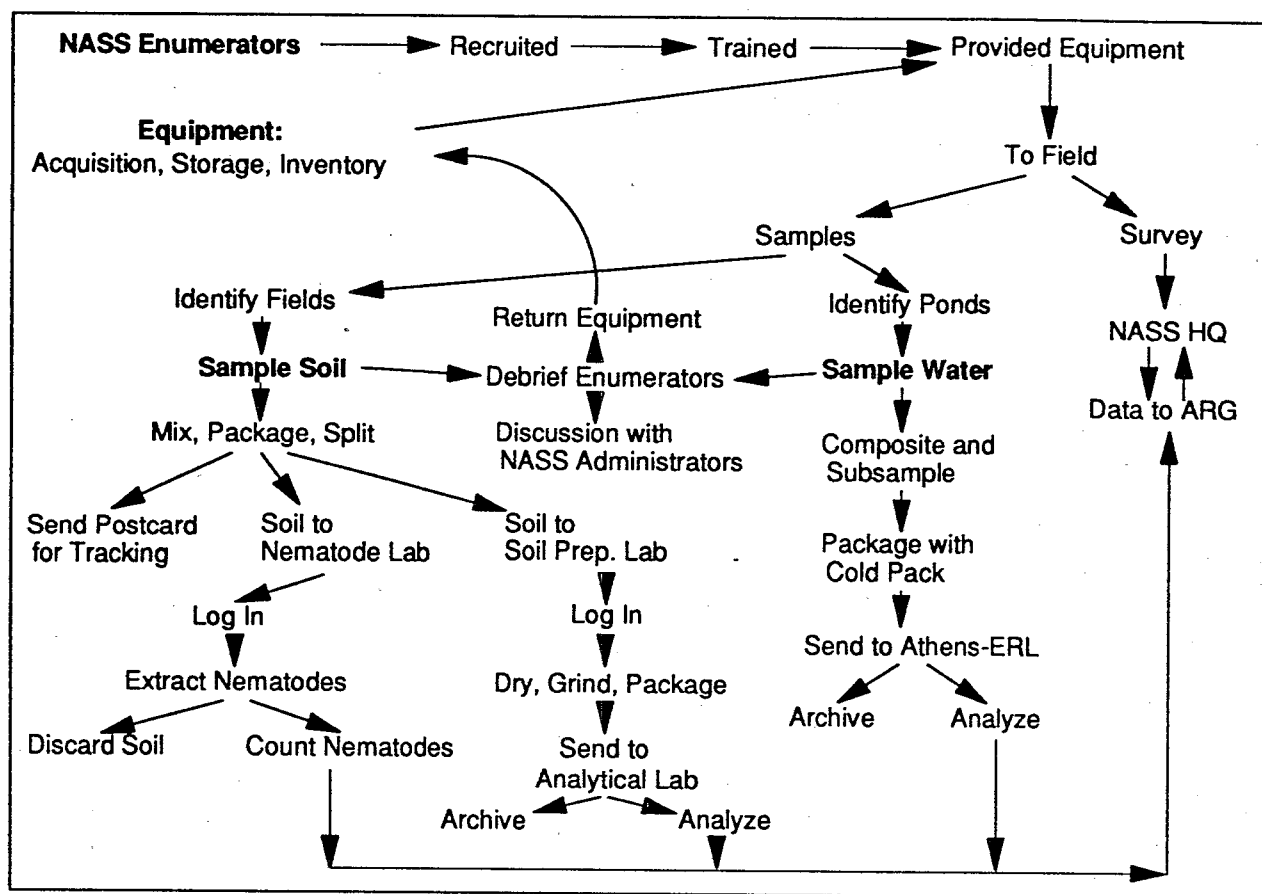 NASS Enumerators
Recruited
Trained
Provided Equipment
Equipment:
Acquisition, Storage, Inventory
To Field
Samples
Survey
Identify Fields
Return Equipment
Identify Ponds
NASS HQ
Sample Soil
Debrief Enumerators
Sample Water
Data to ARG
Mix, Package, Split
Discussion with
NASS Administrators
Composite and
Subsample
Send Postcard
for Tracking
Soil to
Nematode Lab
Soil to
Soil Prep. Lab
Package with
Cold Pack
Log In
Log In
Send to Athens-ERL
Extract Nematodes
Dry, Grind, Package
Archive
Analyze
Discard Soil
Count Nematodes
Send to
Analytical Lab
Archive
Analyze